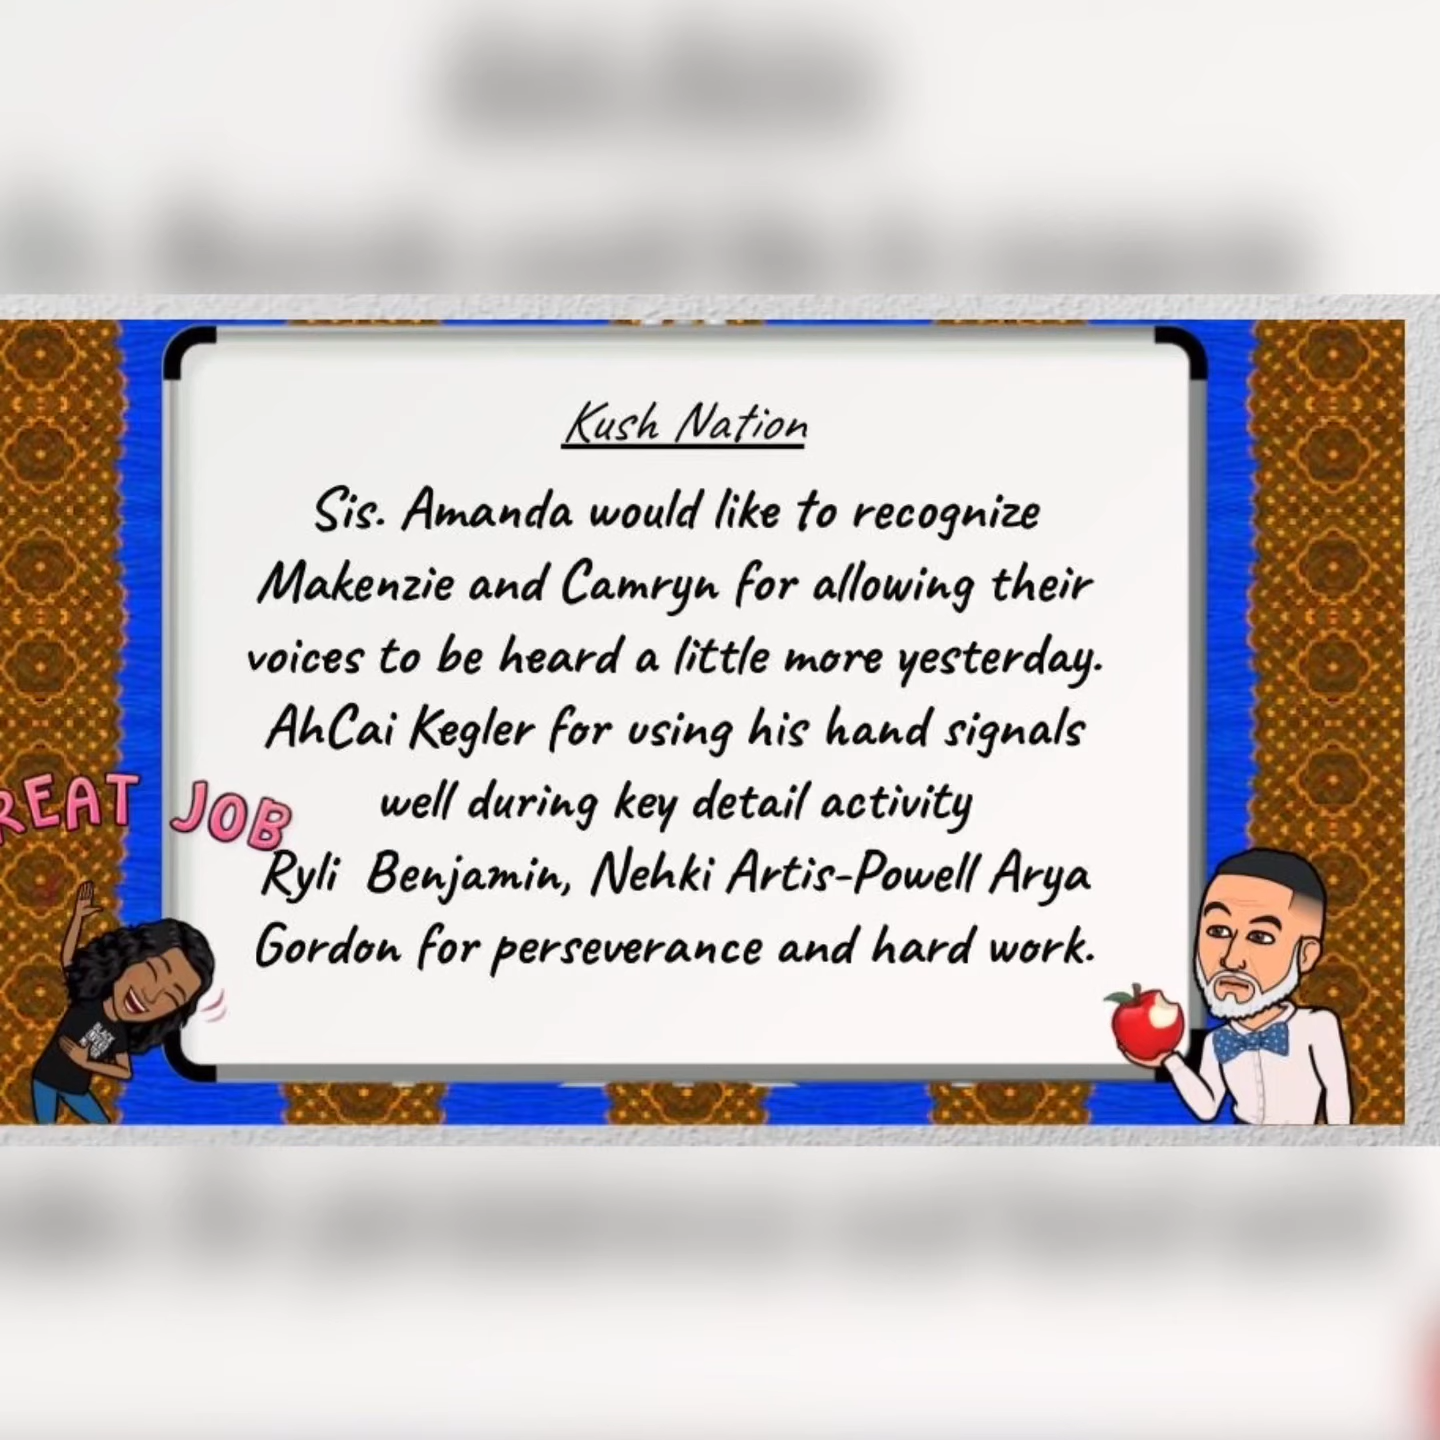 Kush Nation
Sis. Amanda would like to recognize
Makenzie and Camryn for allowing their
voices to be heard a little more yesterday.
AhCai Kegler for using his hand signals
well during key detail activity
Ryli Benjamin, Nehki Artis-Powell Arya
Gordon for perseverance and hard work.
REAT JOB
BLACK